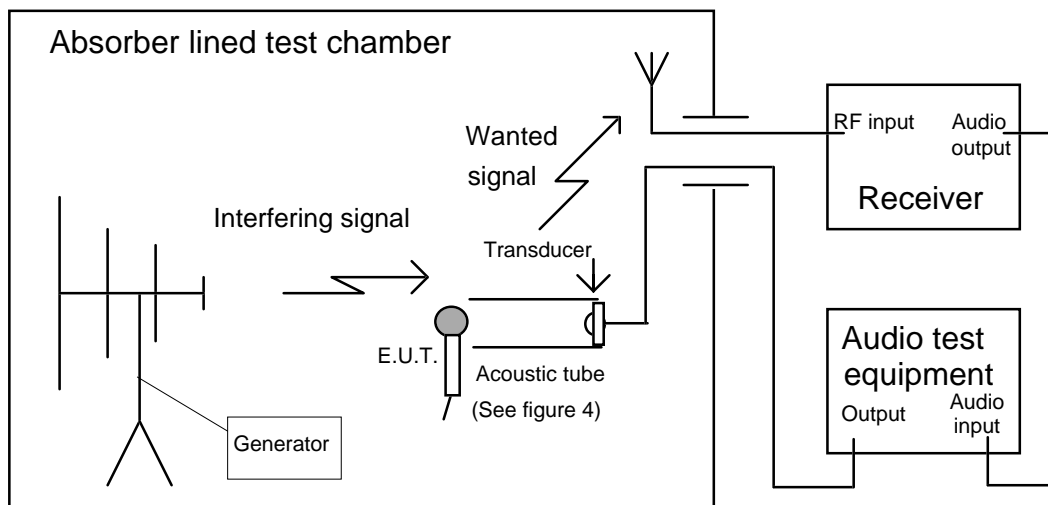 Absorber lined test chamber
Wanted
signal
Interfering signal
Transducer
E.U.T.
Acoustic tube
(See figure 4)
Generator
RF input
Audio
output
Receiver
Audio test
equipment
Output
Audio
input